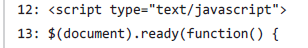 12: <script type="text/javascript">
13: $(document).ready(function() {